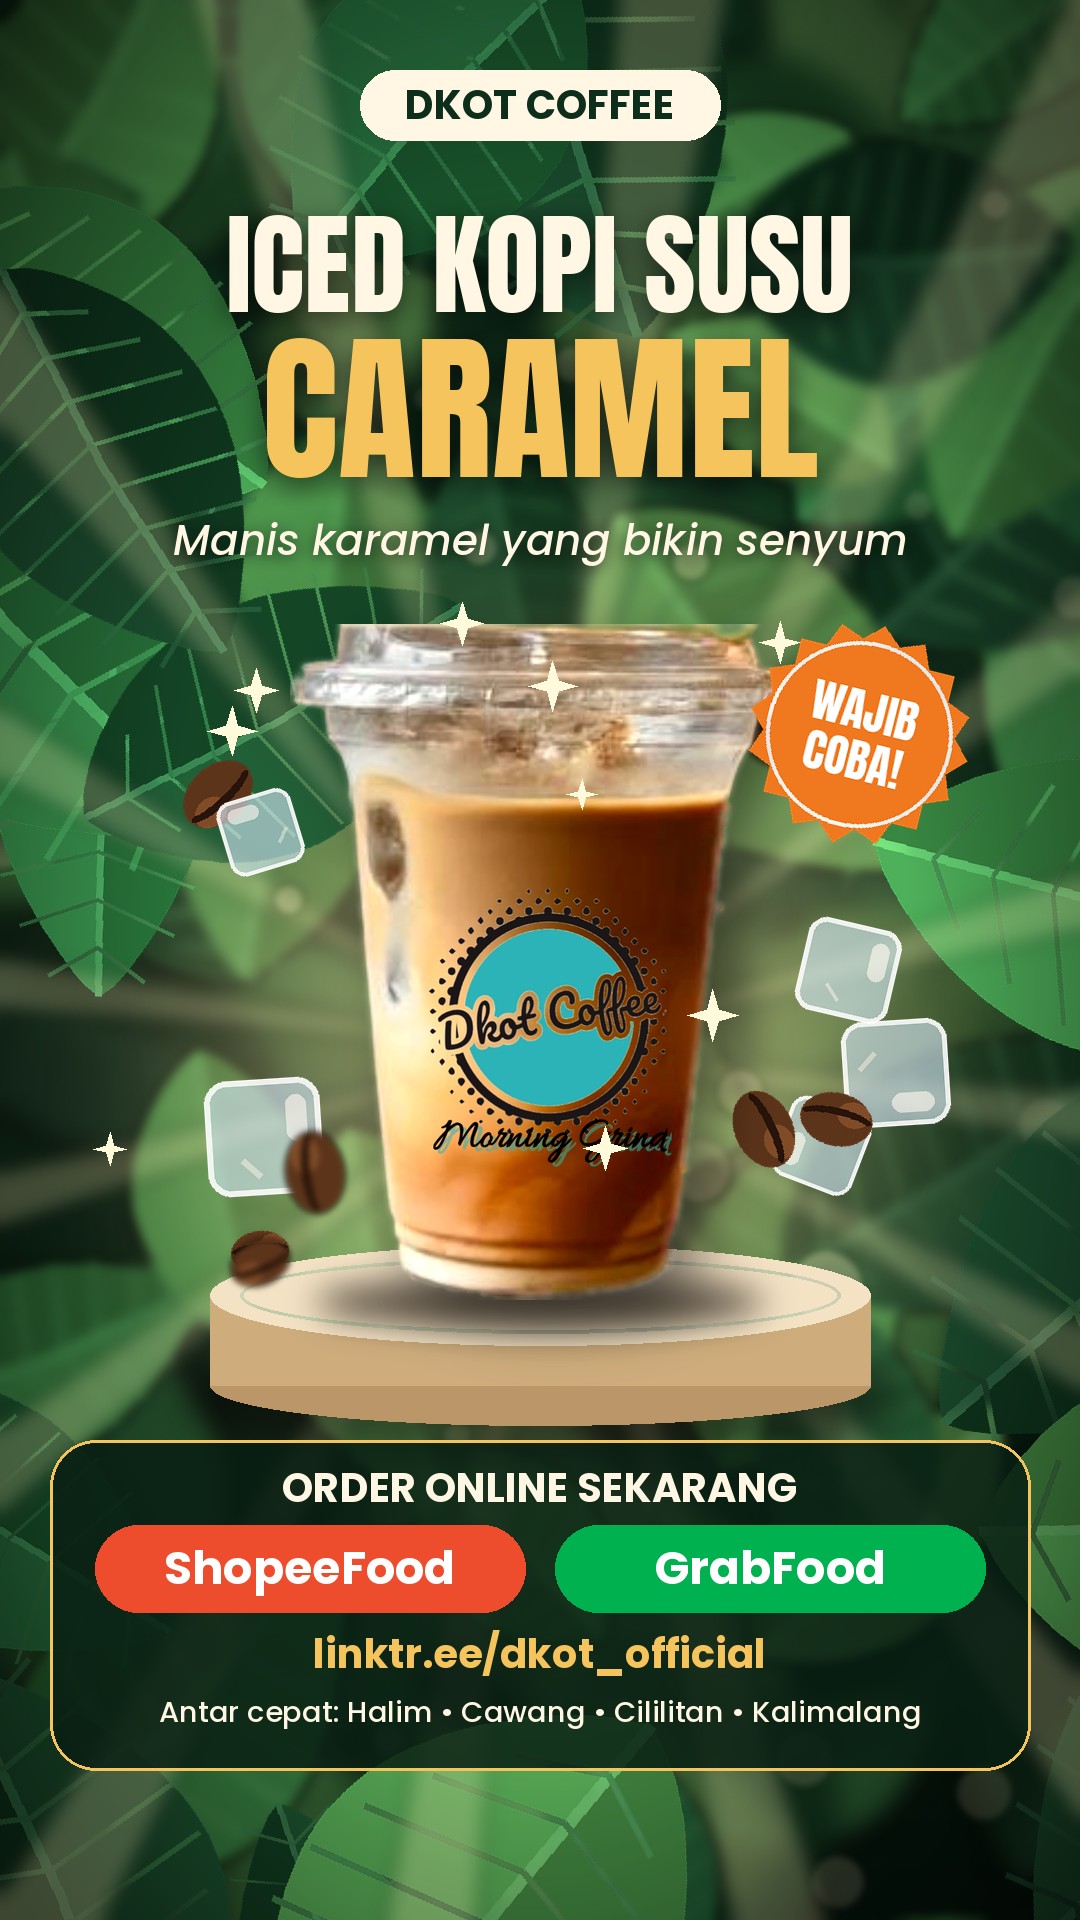 DKOT COFFEE
ICED KOPI SUSU
CARAMEL
Manis karamel yang bikin senyum
WAJIB
COBA!
Dkot Coffee
Morning Grind
ORDER ONLINE SEKARANG
ShopeeFood
GrabFood
linktr.ee/dkot_official
Antar cepat: Halim • Cawang • Cililitan • Kalimalang